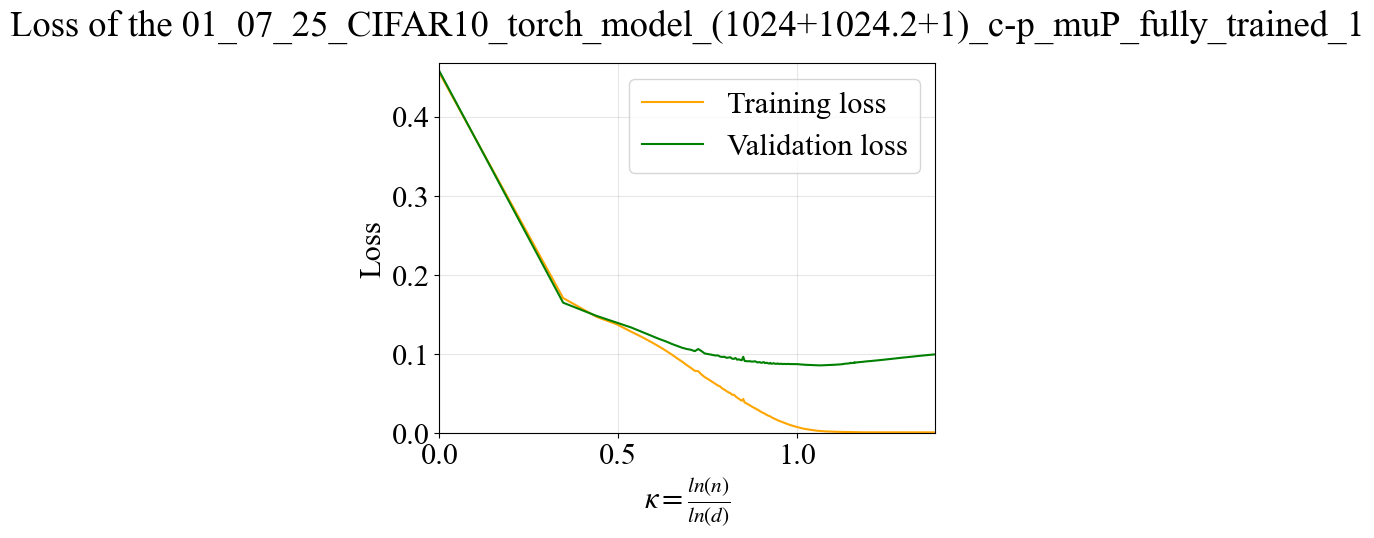 Loss of the 01_07_25_CIFAR10_torch_model_(1024+1024.2+1)_c-p_muP_fully_trained_1
Training loss
Validation loss
Loss
0.4
0.3
0.2
0.1
0.0
0.0 0.5 1.0
κ = ln(n)/ln(d)